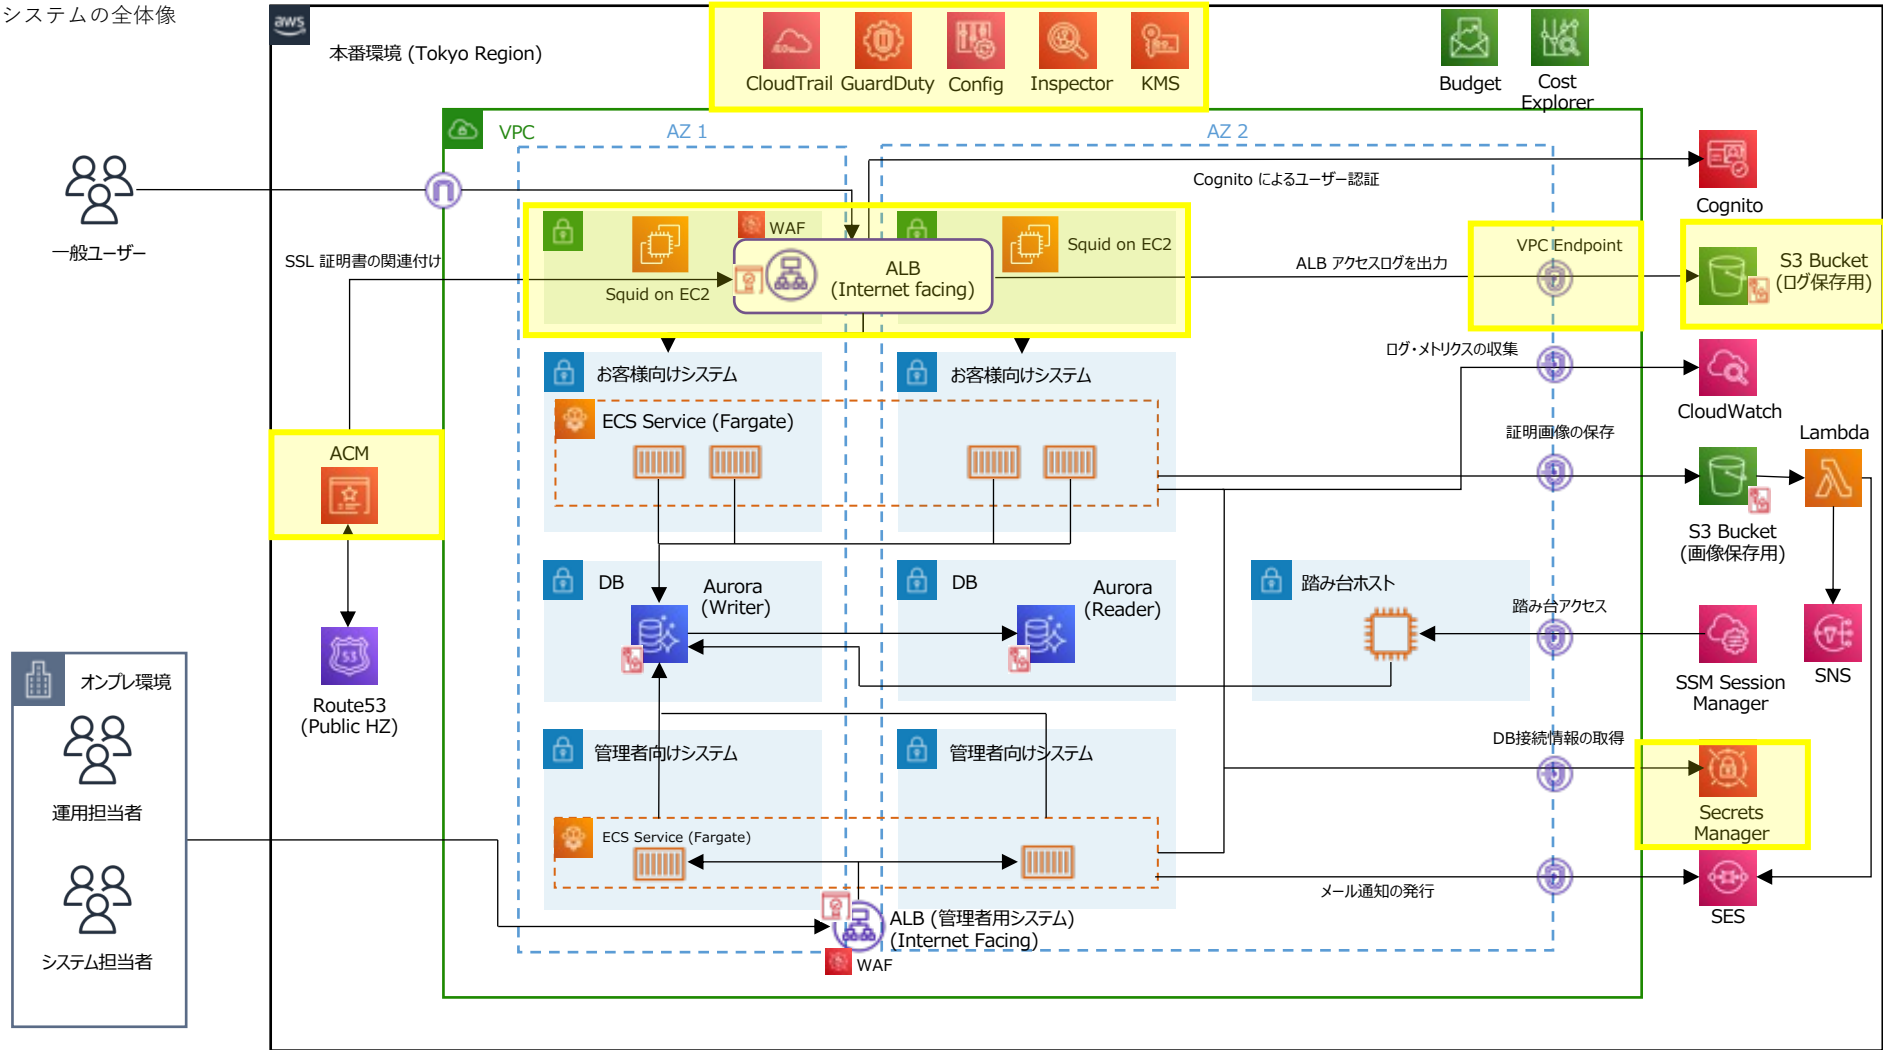 システムの全体像
aws
本番環境 (Tokyo Region)
CloudTrail
GuardDuty
Config
Inspector
KMS
Budget
Cost
Explorer
VPC
AZ 1
AZ 2
Cognito によるユーザー認証
Cognito
一般ユーザー
WAF
Squid on EC2
Squid on EC2
ALB
(Internet facing)
SSL 証明書の関連付け
ALB アクセスログを出力
VPC Endpoint
S3 Bucket
(ログ保存用)
お客様向けシステム
お客様向けシステム
ログ・メトリクスの収集
CloudWatch
ECS Service (Fargate)
証明画像の保存
Lambda
ACM
S3 Bucket
(画像保存用)
DB
Aurora
(Writer)
DB
Aurora
(Reader)
踏み台ホスト
踏み台アクセス
53
Route53
(Public HZ)
SSM Session
Manager
SNS
オンプレ環境
運用担当者
システム担当者
管理者向けシステム
管理者向けシステム
DB接続情報の取得
Secrets
Manager
ECS Service (Fargate)
メール通知の発行
SES
ALB (管理者用システム)
(Internet Facing)
WAF